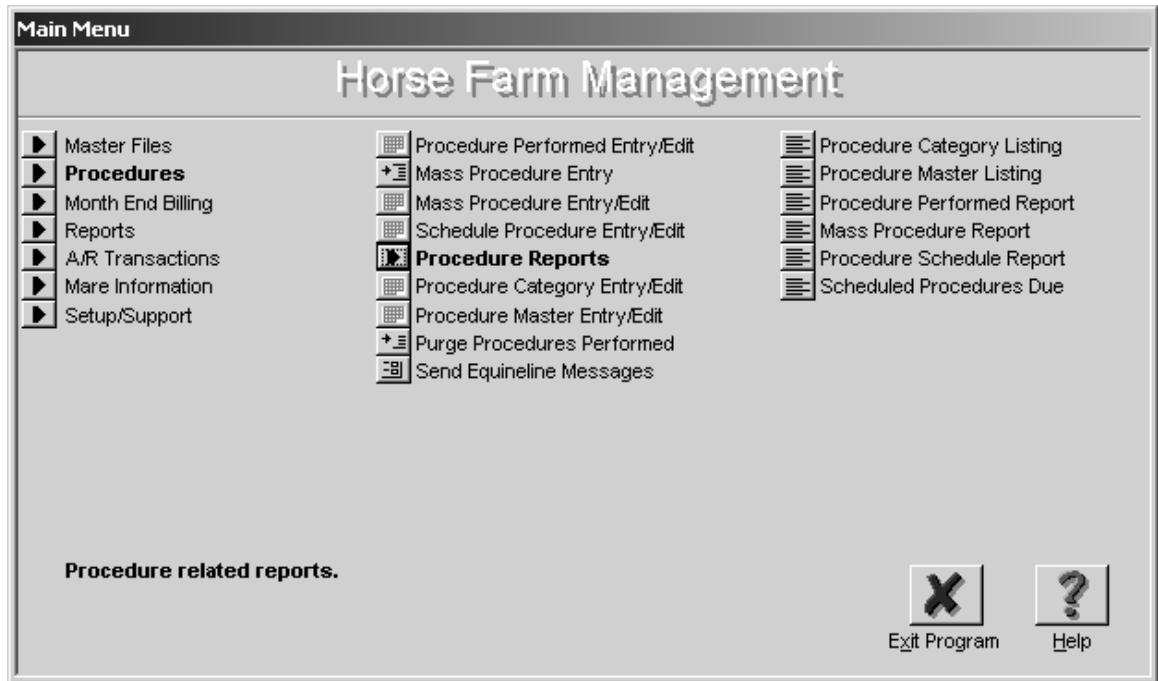 Main Menu
Horse Farm Management
Master Files
Procedures
Month End Billing
Reports
A/R Transactions
Mare Information
Setup/Support
Procedure Performed Entry/Edit
Mass Procedure Entry
Mass Procedure Entry/Edit
Schedule Procedure Entry/Edit
Procedure Reports
Procedure Category Entry/Edit
Procedure Master Entry/Edit
Purge Procedures Performed
Send Equineline Messages
Procedure Category Listing
Procedure Master Listing
Procedure Performed Report
Mass Procedure Report
Procedure Schedule Report
Scheduled Procedures Due
Procedure related reports.
Exit Program
Help